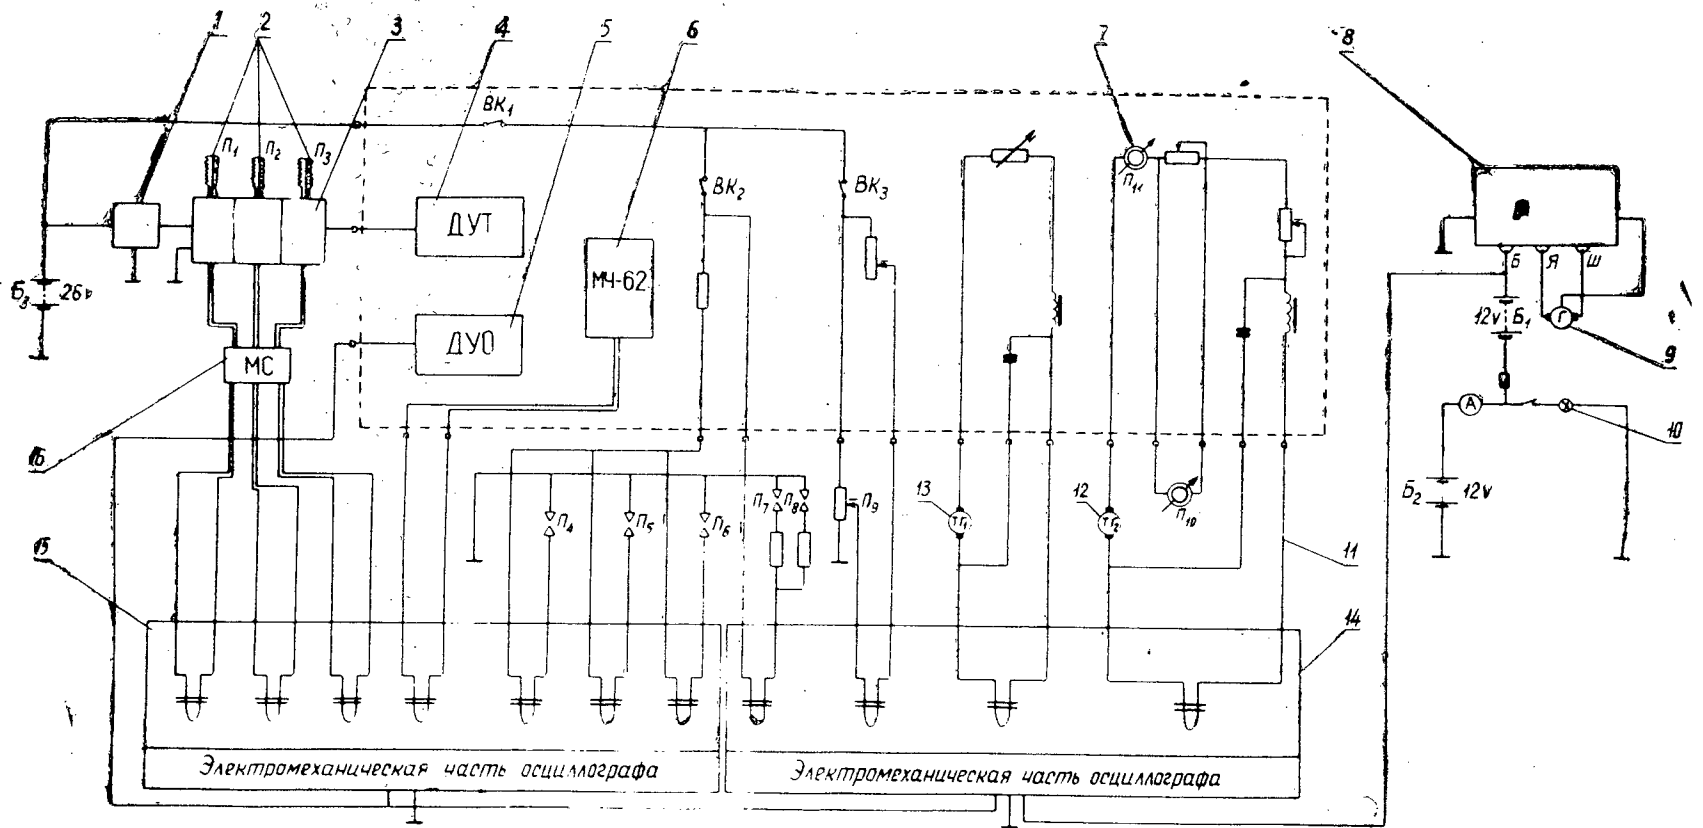 1
2
3
4
5
6
7
8
ВК₁
П₁
П₂
П₃
ВК₂
ВК₃
П₁₁
ДУТ
МЧ-62
ДУО
Б₃ 26в
МС
Б
Я
Ш
12v Б₁
Г
9
А
10
Б₂ 12v
16
П₄
П₅
П₆
П₇
П₈
П₉
13
ТГ₁
12
ТГ₂
П₁₀
11
15
14
Электромеханическая часть осциллографа
Электромеханическая часть осциллографа